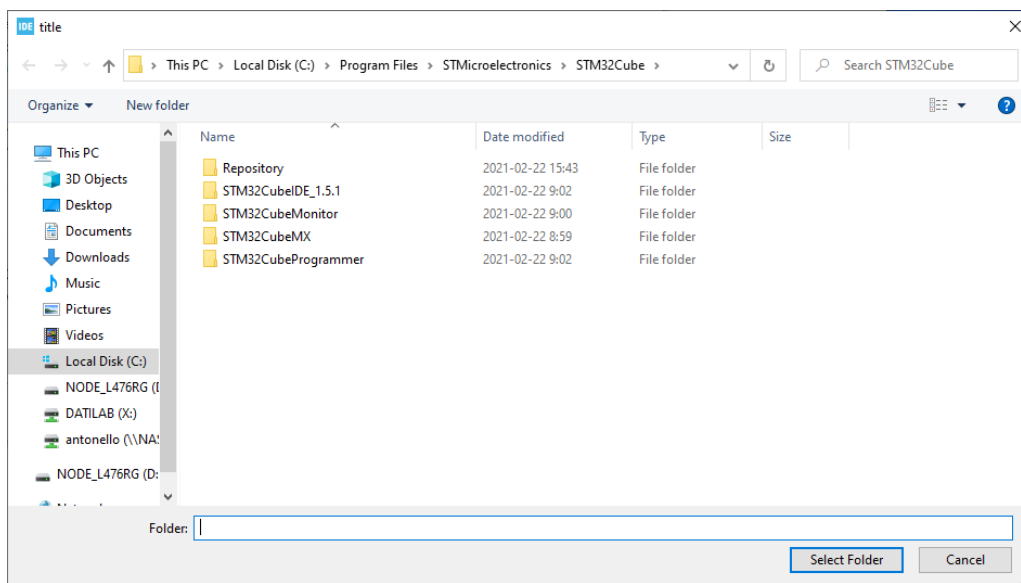 IDE title
This PC > Local Disk (C:) > Program Files > STMicroelectronics > STM32Cube >
Search STM32Cube
Organize
New folder
Name Date modified Type Size
This PC
3D Objects
Desktop
Documents
Downloads
Music
Pictures
Videos
Local Disk (C:)
NODE_L476RG (
DATILAB (X:)
antonello (\\NAS
NODE_L476RG (D:
Repository 2021-02-22 15:43 File folder
STM32CubeIDE_1.5.1 2021-02-22 9:02 File folder
STM32CubeMonitor 2021-02-22 9:00 File folder
STM32CubeMX 2021-02-22 8:59 File folder
STM32CubeProgrammer 2021-02-22 9:02 File folder
Folder:
Select Folder Cancel